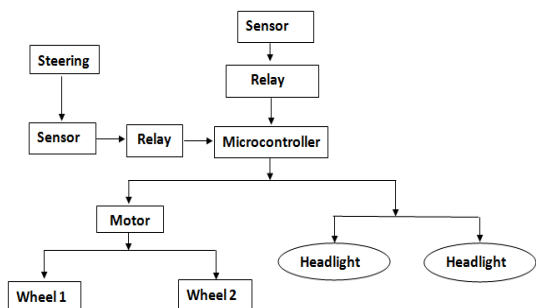 Sensor
Steering
Relay
Sensor
Relay
Microcontroller
Motor
Headlight
Headlight
Wheel 1
Wheel 2